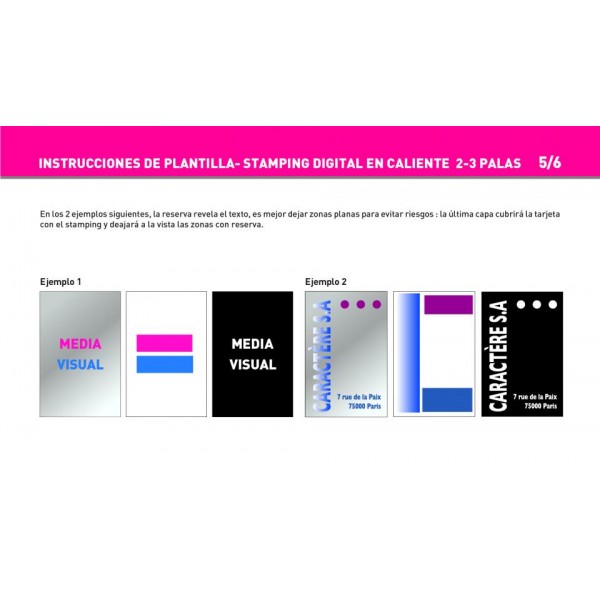 INSTRUCCIONES DE PLANTILLA- STAMPING DIGITAL EN CALIENTE 2-3 PALAS 5/6
En los 2 ejemplos siguientes, la reserva revela el texto, es mejor dejar zonas planas para evitar riesgos : la última capa cubrirá la tarjeta
con el stamping y deajará a la vista las zonas con reserva.
Ejemplo 1
MEDIA
VISUAL
MEDIA
VISUAL
Ejemplo 2
CARACTÈRE S.A
7 rue de la Paix
75000 Paris
CARACTÈRE S.A
7 rue de la Paix
75000 Paris